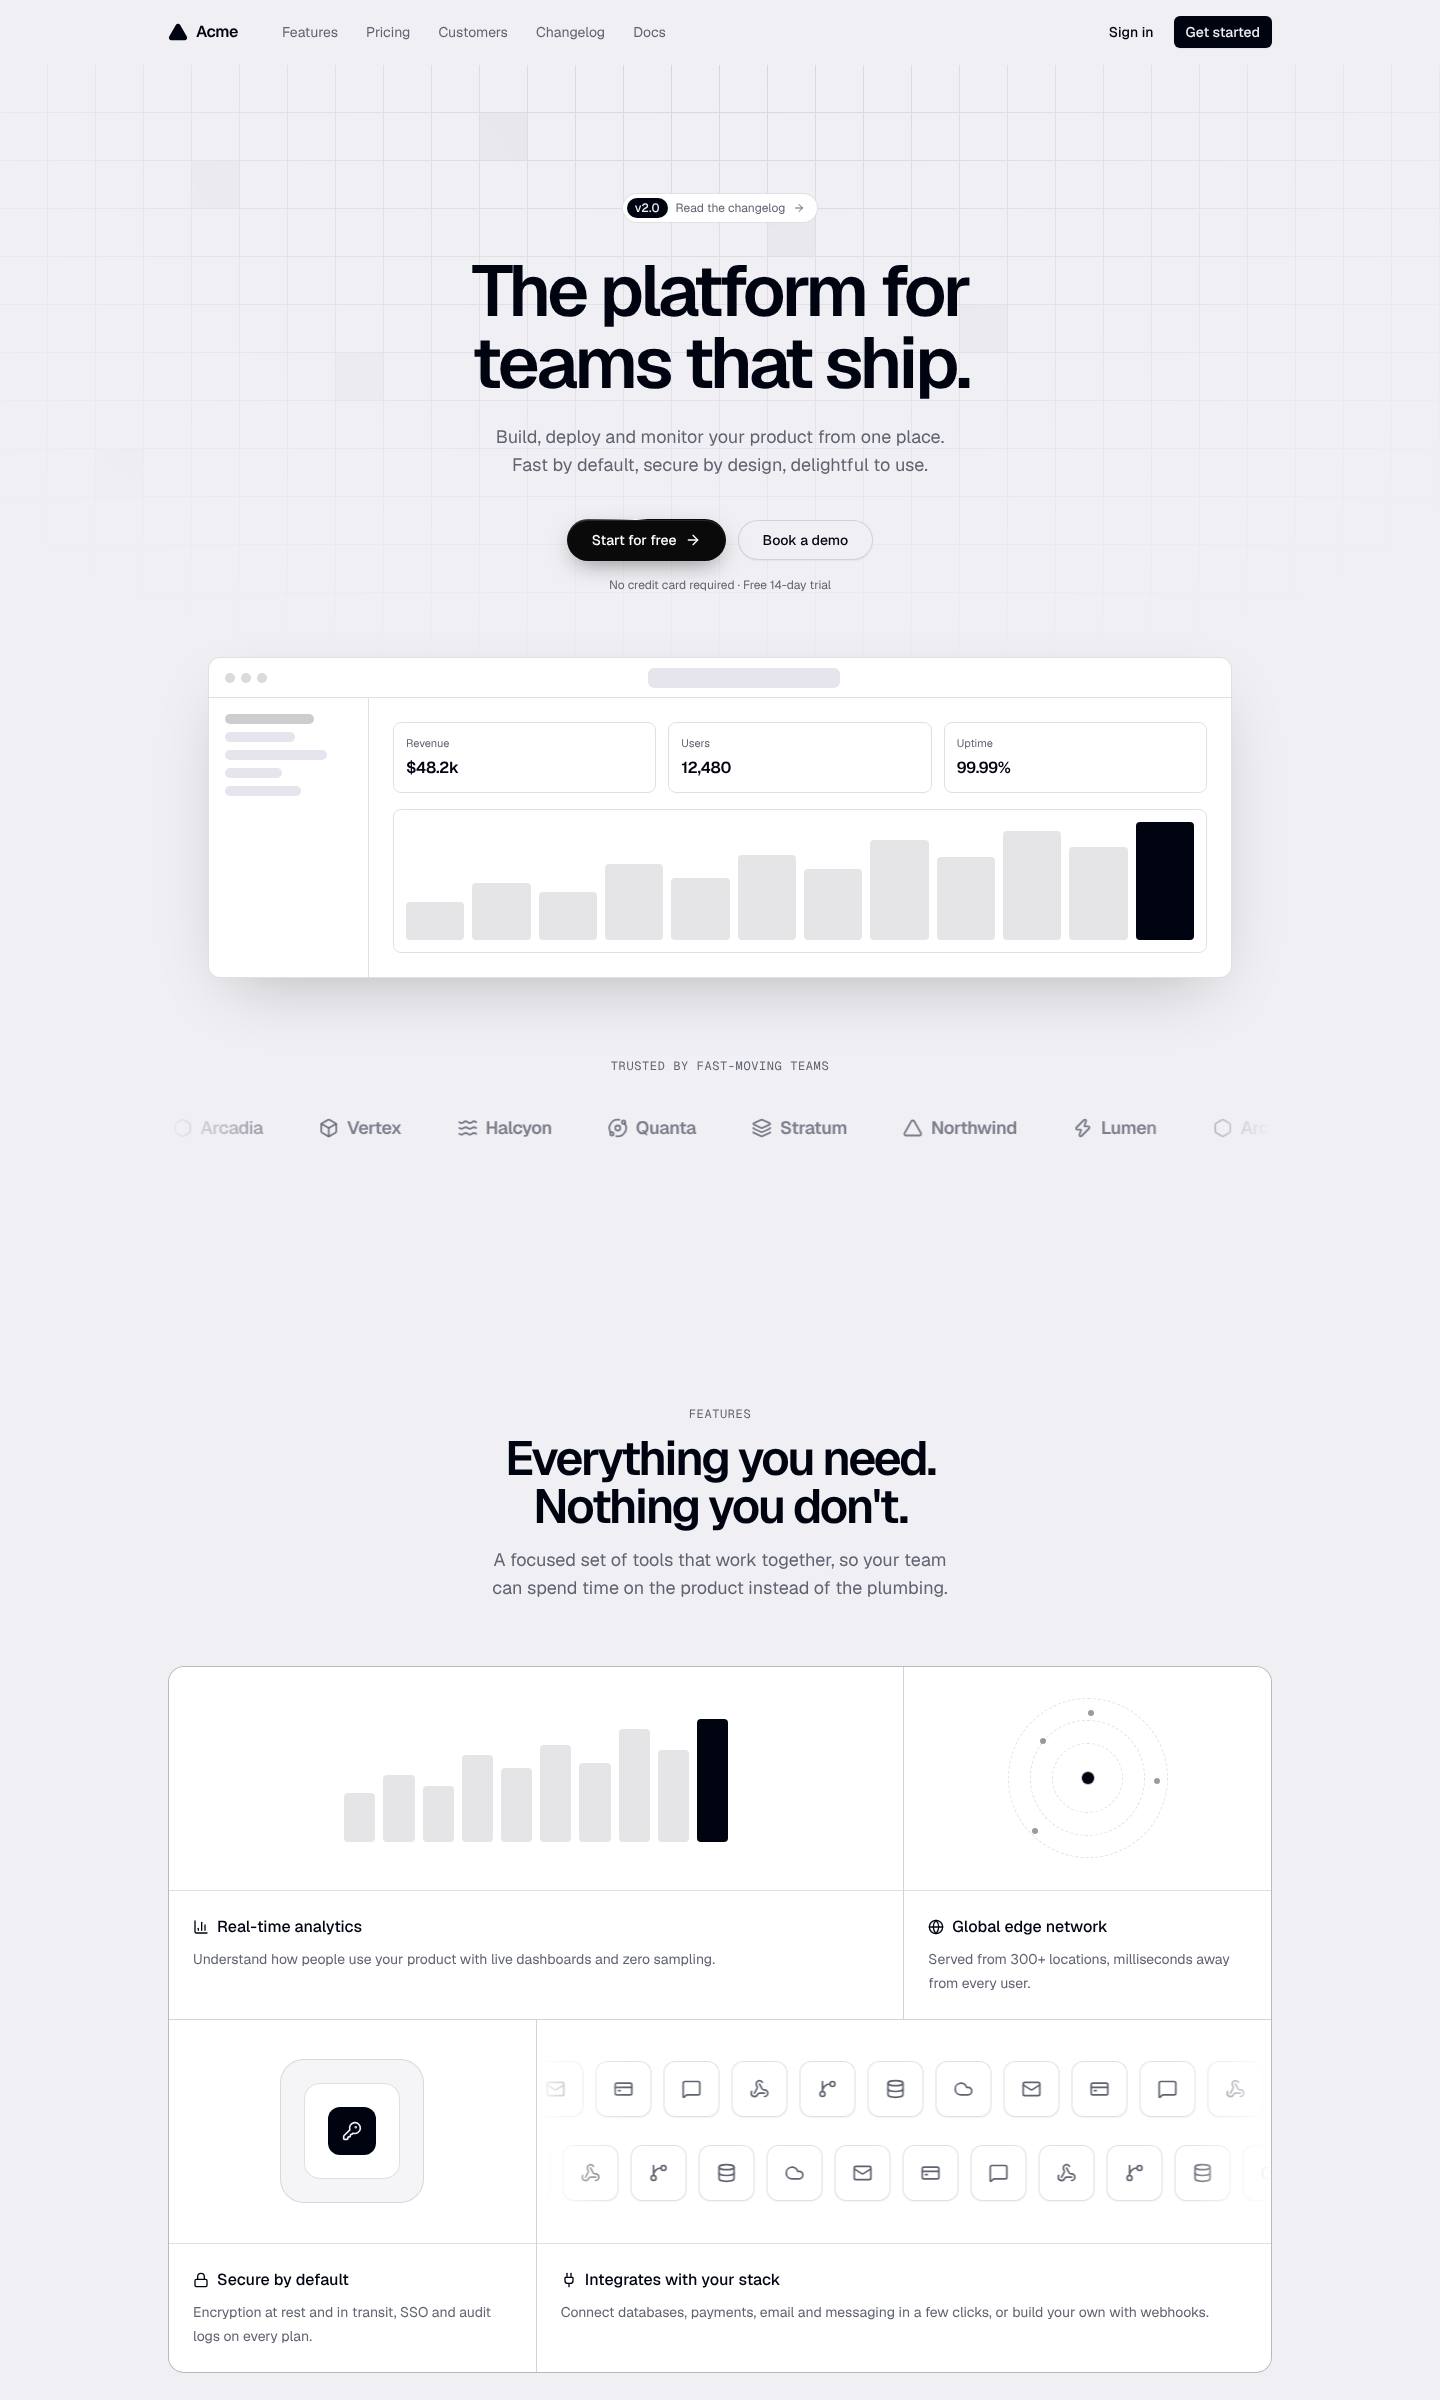 Acme
Features
Pricing
Customers
Changelog
Docs
Sign in
Get started
v2.0 Read the changelog
The platform for
teams that ship.
Build, deploy and monitor your product from one place.
Fast by default, secure by design, delightful to use.
Start for free
Book a demo
No credit card required · Free 14-day trial
Revenue
$48.2k
Users
12,480
Uptime
99.99%
TRUSTED BY FAST-MOVING TEAMS
Arcadia
Vertex
Halcyon
Quanta
Stratum
Northwind
Lumen
Arc
FEATURES
Everything you need.
Nothing you don't.
A focused set of tools that work together, so your team
can spend time on the product instead of the plumbing.
Real-time analytics
Understand how people use your product with live dashboards and zero sampling.
Global edge network
Served from 300+ locations, milliseconds away
from every user.
Secure by default
Encryption at rest and in transit, SSO and audit
logs on every plan.
Integrates with your stack
Connect databases, payments, email and messaging in a few clicks, or build your own with webhooks.